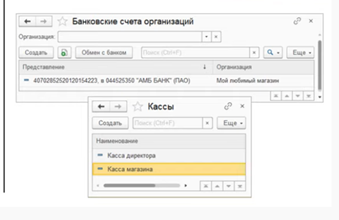 Банковские счета организаций
Организация:
Создать Обмен с банком Поиск (Ctrl+F) Еще
Представление Организация
40702852520120154223, в 044525350 "АМБ БАНК" (ПАО) Мой любимый магазин
Кассы
Создать Поиск (Ctrl+F) Еще
Наименование
Касса директора
Касса магазина